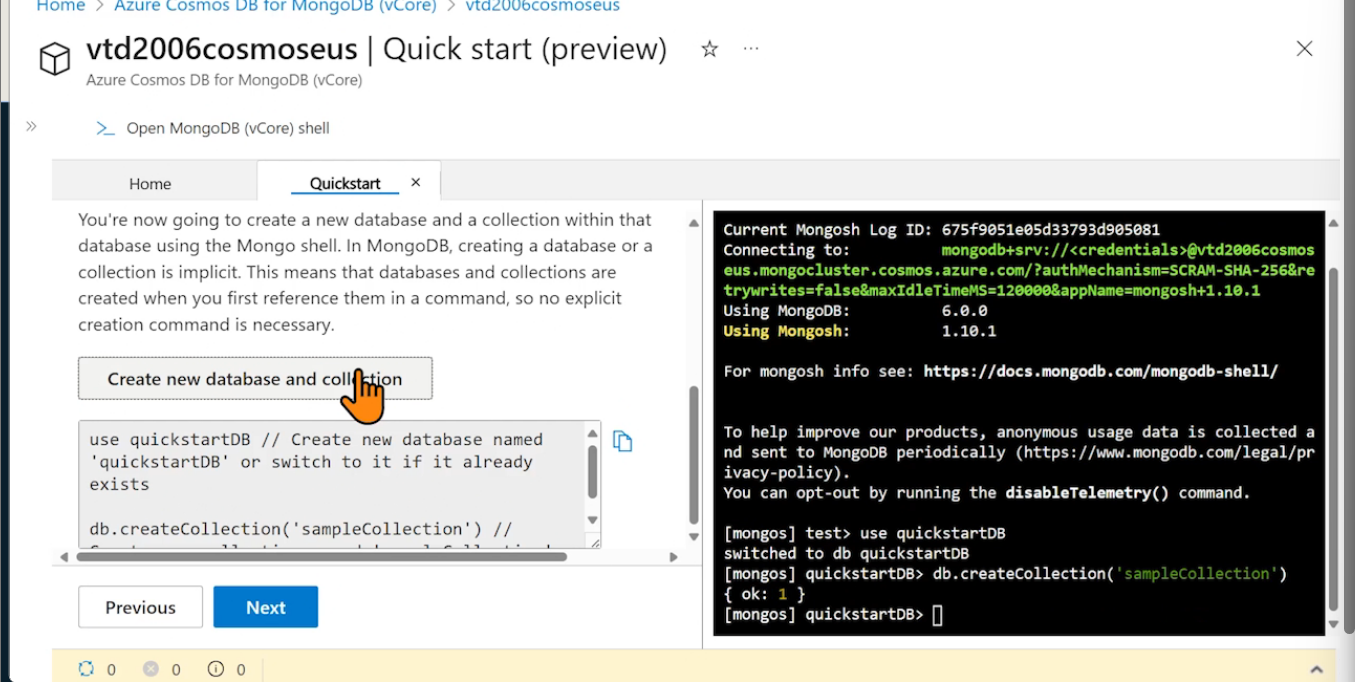 Home > Azure Cosmos DB for MongoDB (vCore) > vtd2006cosmoseus
vtd2006cosmoseus | Quick start (preview)
Azure Cosmos DB for MongoDB (vCore)
Open MongoDB (vCore) shell
Home
Quickstart
You're now going to create a new database and a collection within that
database using the Mongo shell. In MongoDB, creating a database or a
collection is implicit. This means that databases and collections are
created when you first reference them in a command, so no explicit
creation command is necessary.
Create new database and collection
use quickstartDB // Create new database named
'quickstartDB' or switch to it if it already
exists
db.createCollection('sampleCollection') //
Previous
Next
0
0
0
Current Mongosh Log ID: 675f9051e05d33793d905081
Connecting to: mongodb+srv://<credentials>@vtd2006cosmos
eus.mongocluster.cosmos.azure.com/?authMechanism=SCRAM-SHA-256&re
trywrites=false&maxIdleTimeMS=120000&appName=mongosh+1.10.1
Using MongoDB: 6.0.0
Using Mongosh: 1.10.1
For mongosh info see: https://docs.mongodb.com/mongodb-shell/
To help improve our products, anonymous usage data is collected a
nd sent to MongoDB periodically (https://www.mongodb.com/legal/pr
ivacy-policy).
You can opt-out by running the disableTelemetry() command.
[mongos] test> use quickstartDB
switched to db quickstartDB
[mongos] quickstartDB> db.createCollection('sampleCollection')
{ ok: 1 }
[mongos] quickstartDB>